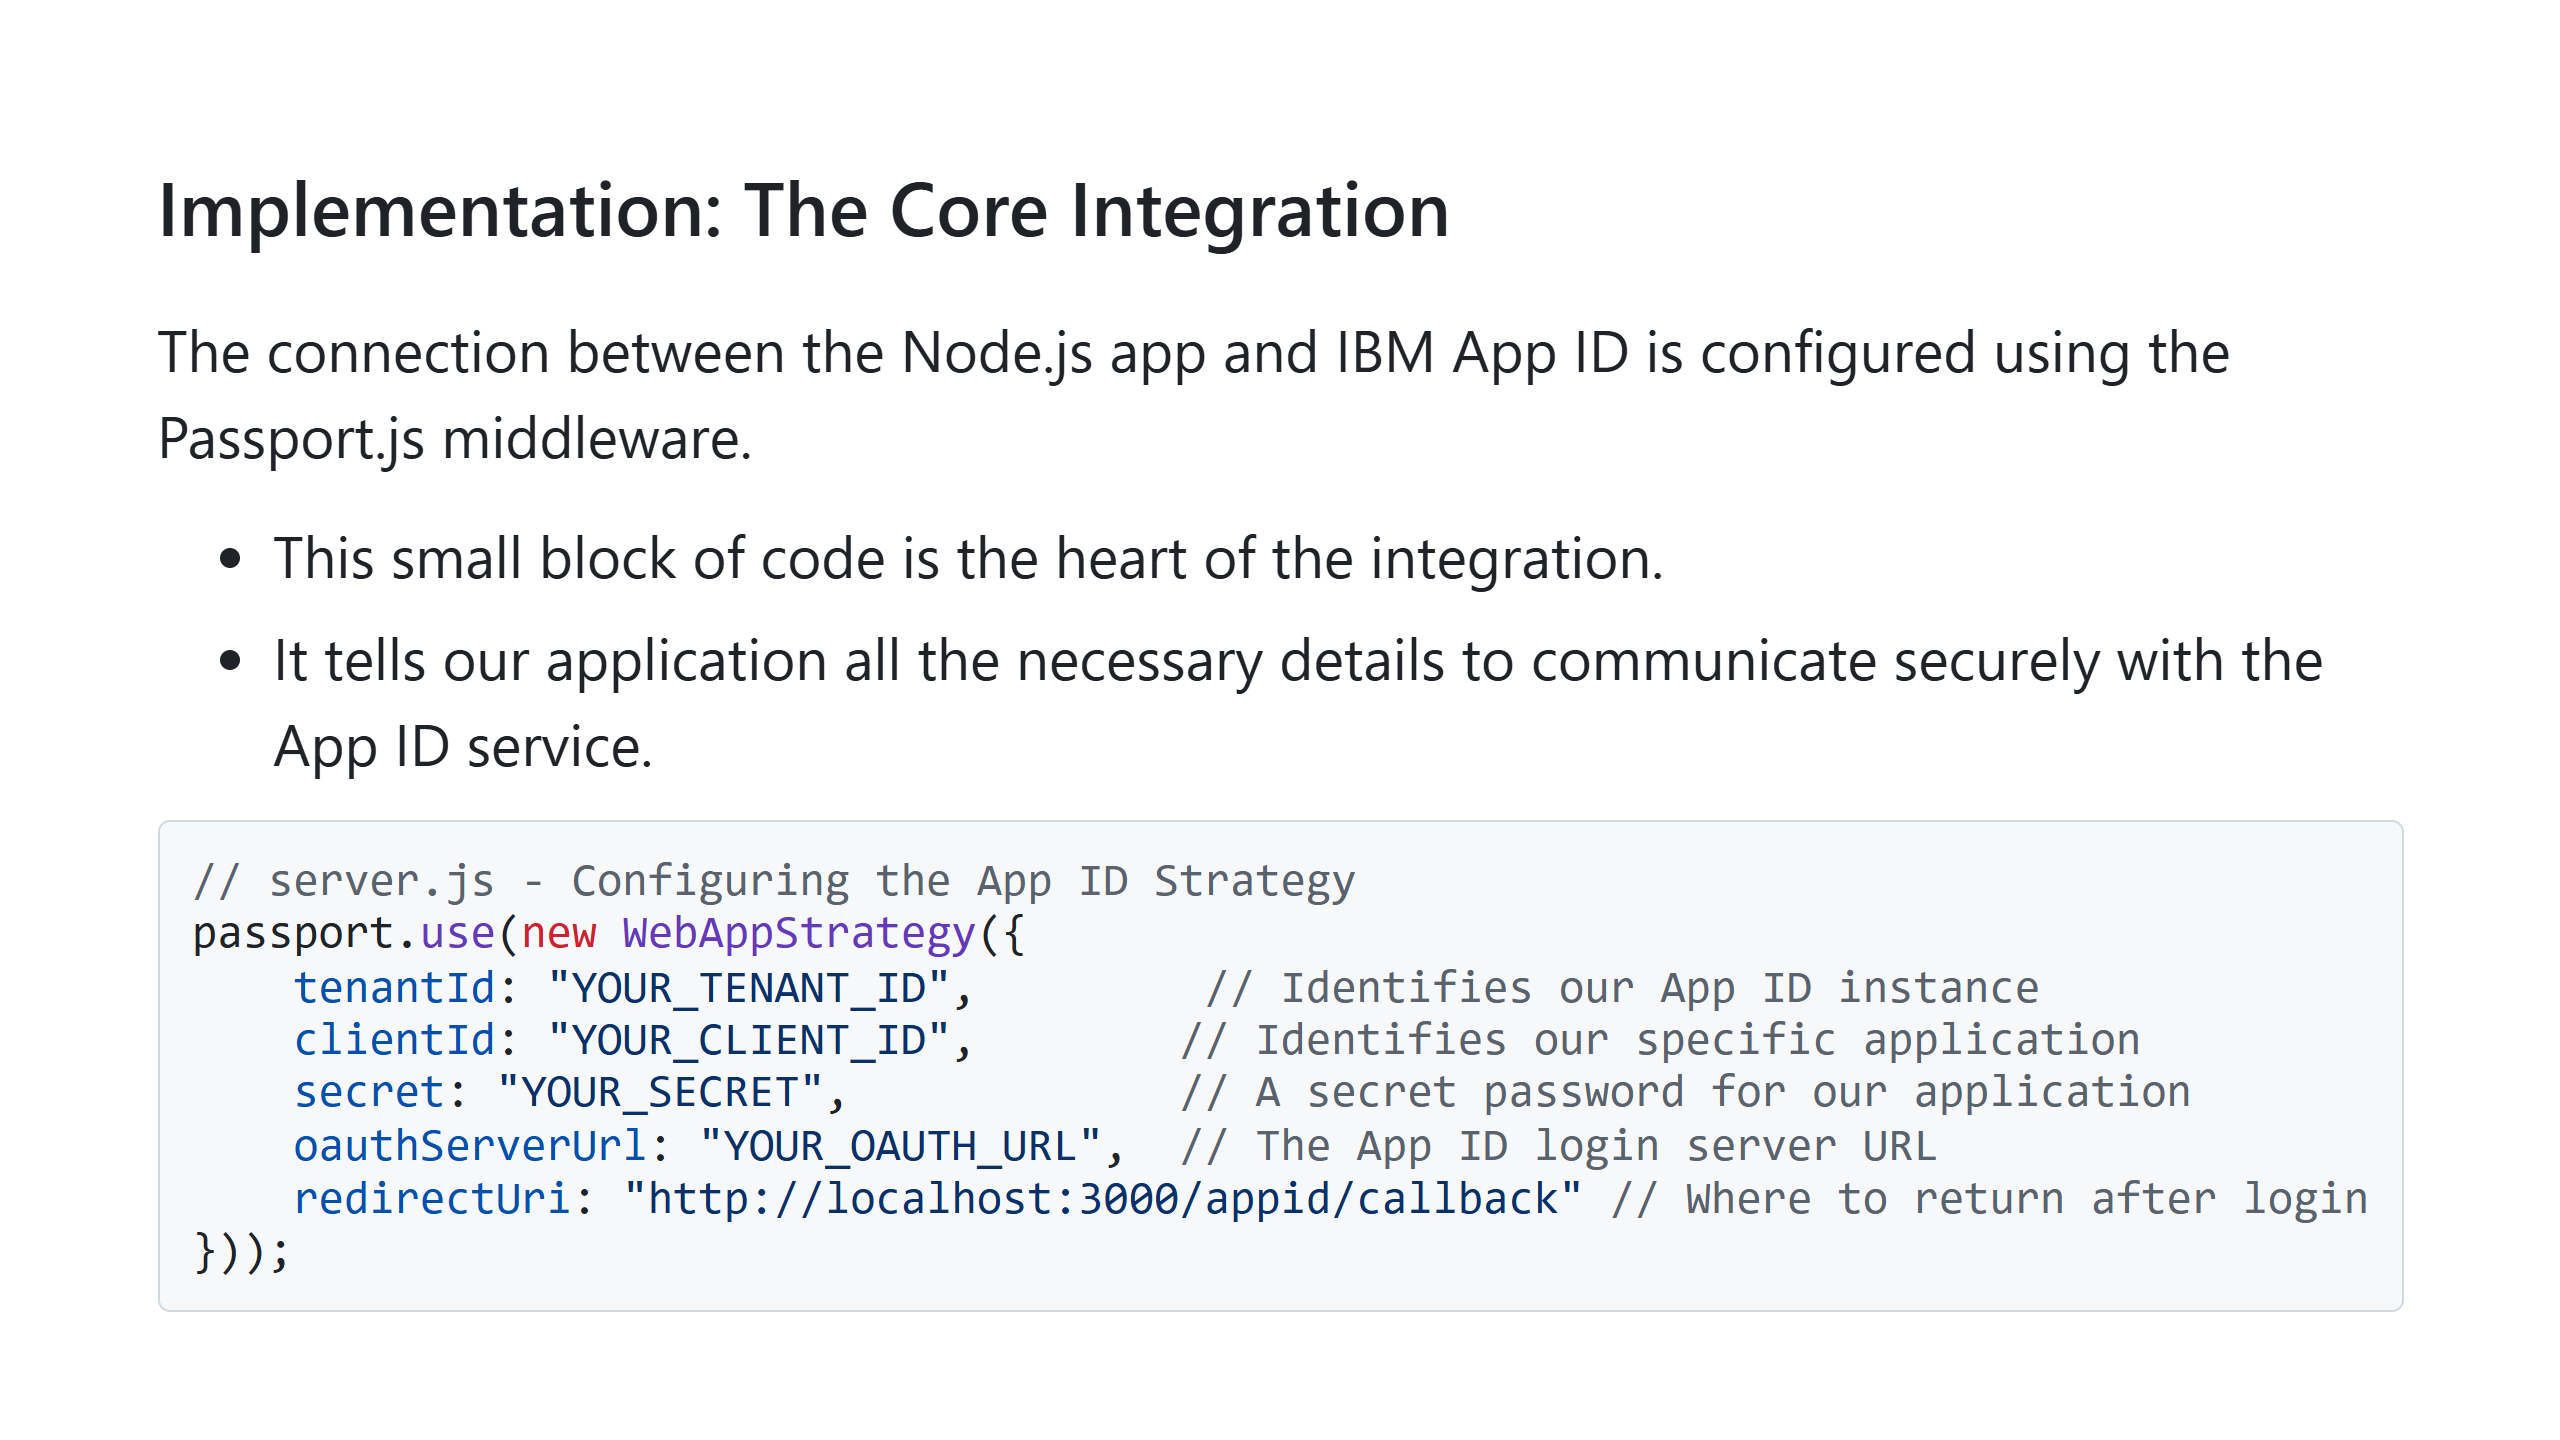 Implementation: The Core Integration
The connection between the Node.js app and IBM App ID is configured using the
Passport.js middleware.
• This small block of code is the heart of the integration.
• It tells our application all the necessary details to communicate securely with the
App ID service.
// server.js - Configuring the App ID Strategy
passport.use(new WebAppStrategy({
    tenantId: "YOUR_TENANT_ID",         // Identifies our App ID instance
    clientId: "YOUR_CLIENT_ID",        // Identifies our specific application
    secret: "YOUR_SECRET",             // A secret password for our application
    oauthServerUrl: "YOUR_OAUTH_URL",  // The App ID login server URL
    redirectUri: "http://localhost:3000/appid/callback" // Where to return after login
}));